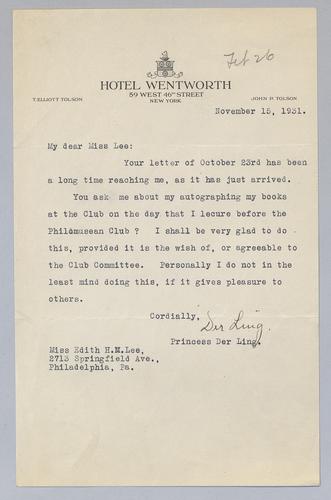 Feb 26
HOTEL WENTWORTH
59 WEST 46TH STREET
NEW YORK
T. ELLIOTT TOLSON
JOHN P. TOLSON
November 15, 1931.
My dear Miss Lee:
Your letter of October 23rd has been
a long time reaching me, as it has just arrived.
You ask me about my autographing my books
at the Club on the day that I lecure before the
Philamusean Club ? I shall be very glad to do
this, provided it is the wish of, or agreeable to
the Club Committee. Personally I do not in the
least mind doing this, if it gives pleasure to
others.
Cordially,
Der Ling.
Princess Der Ling.
Miss Edith H.M.Lee,
2713 Springfield Ave.,
Philadelphia, Pa.